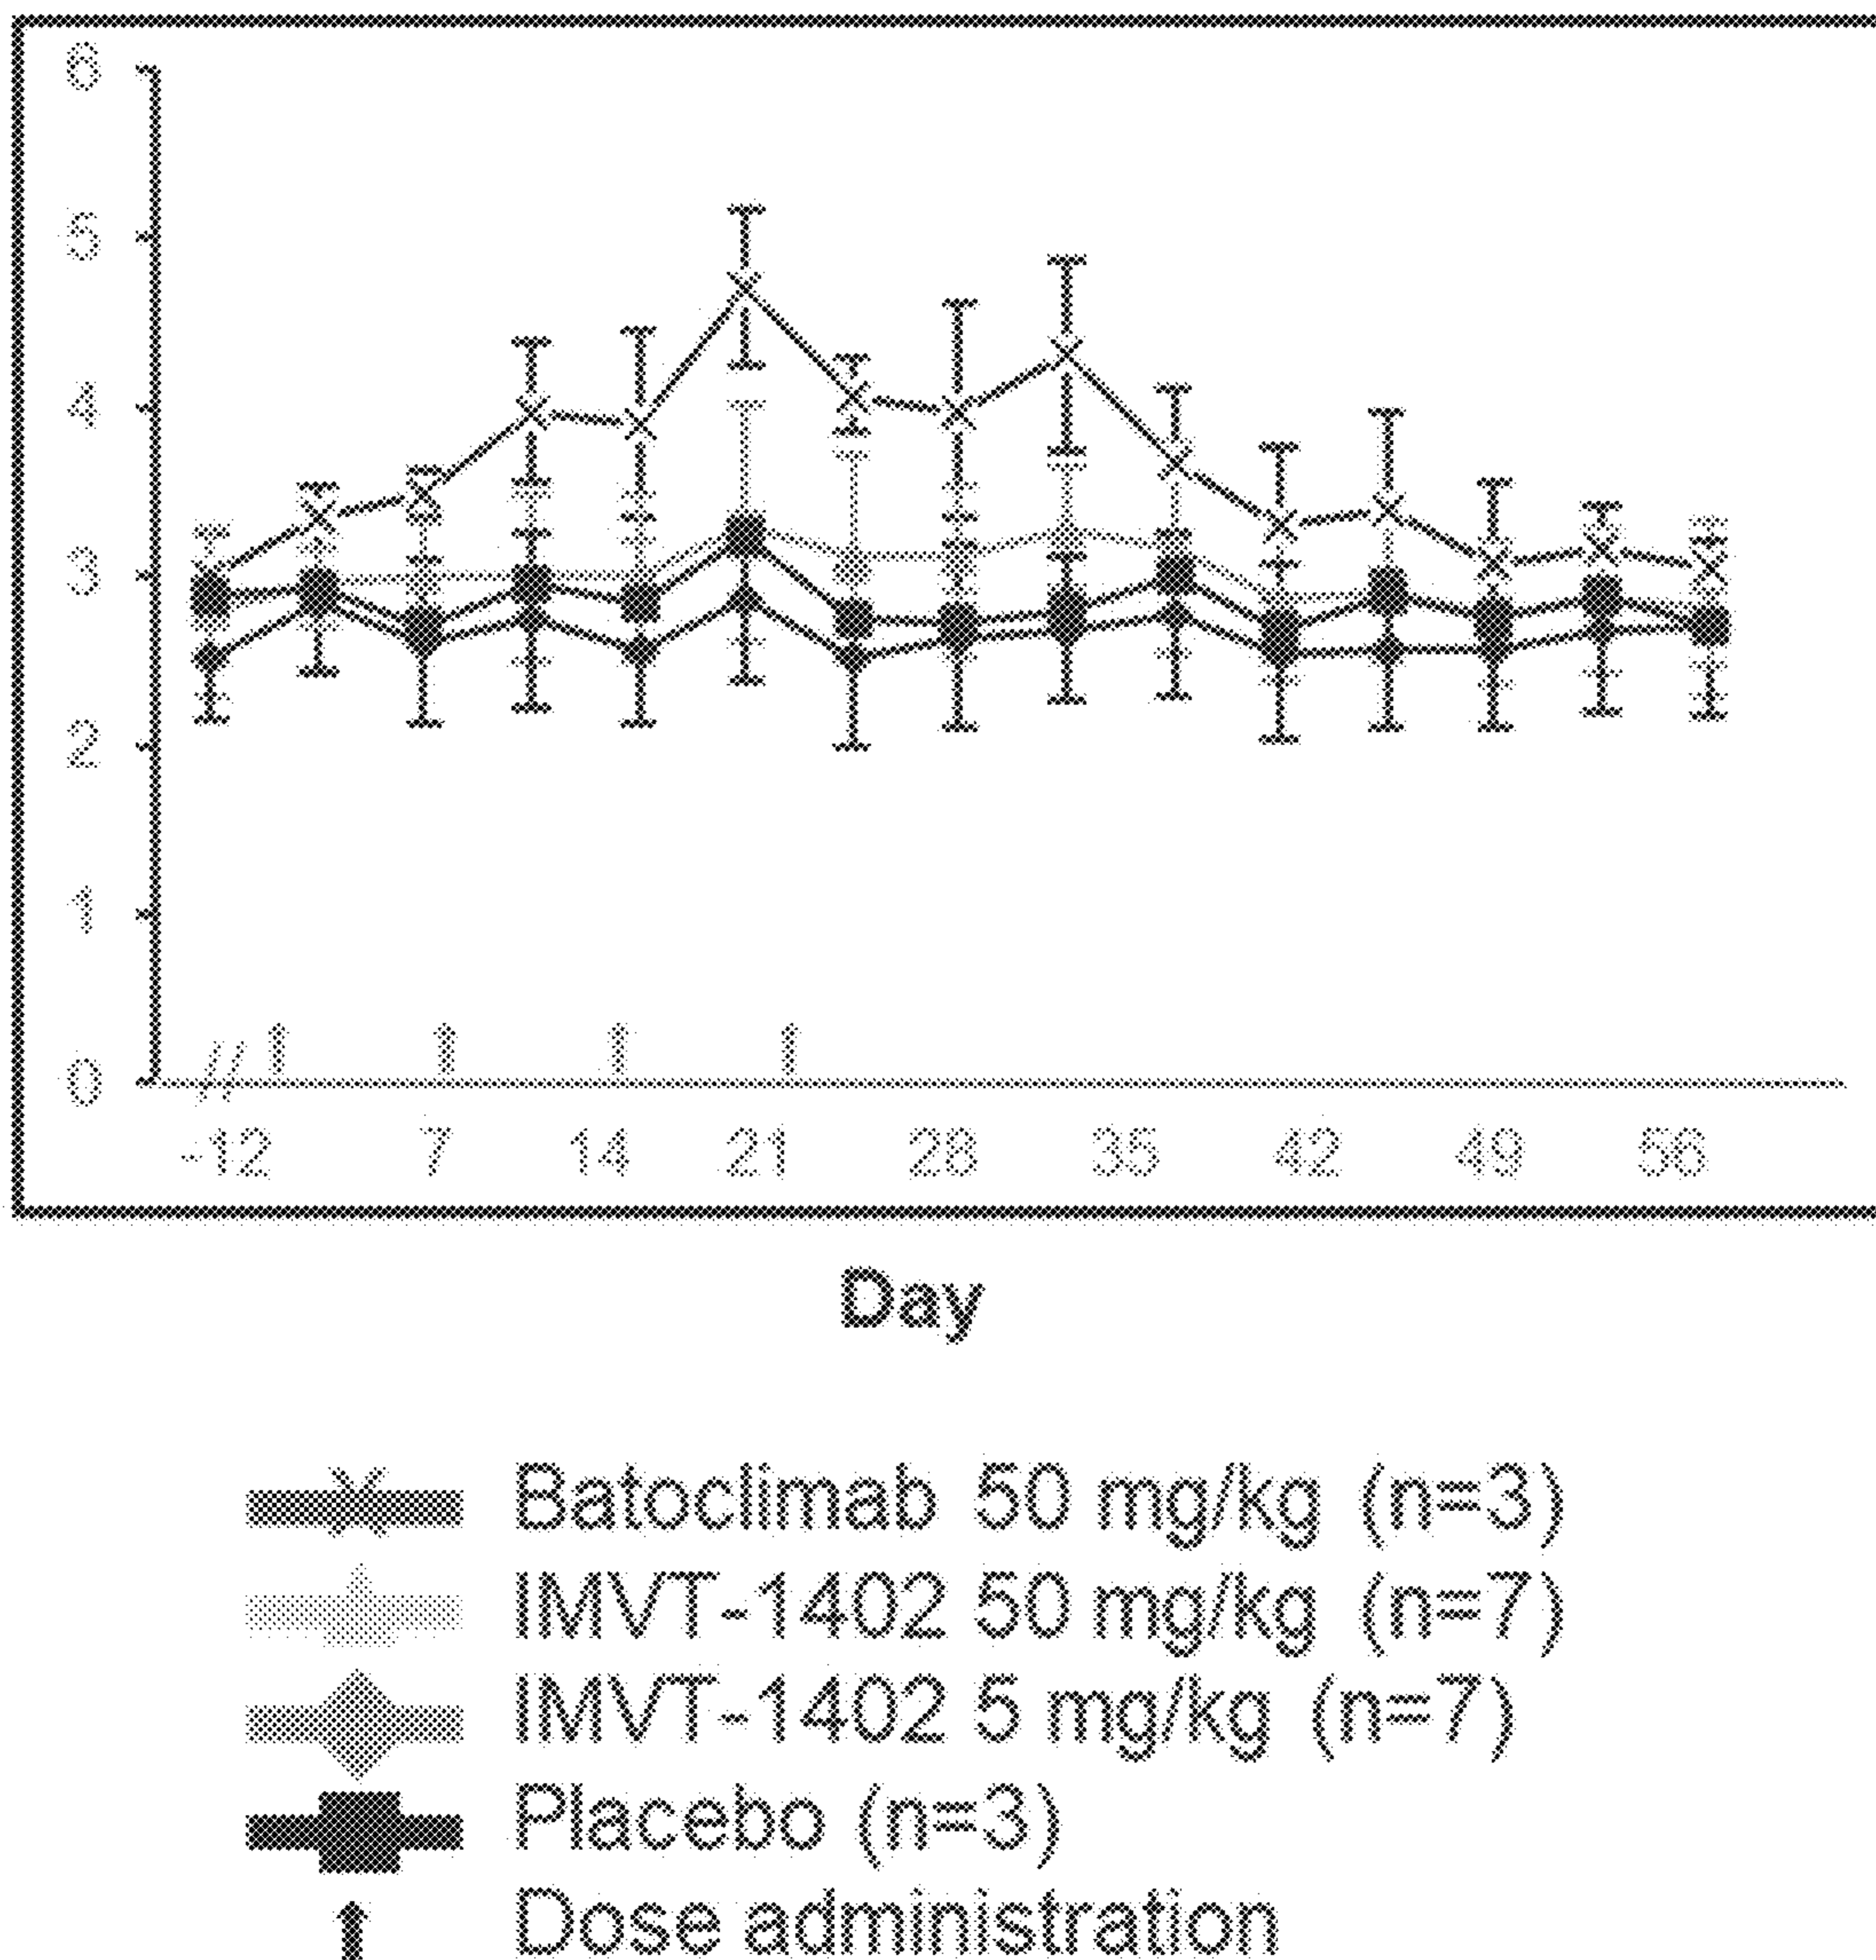 6
5
4
3
2
1
0
-12 7 14 21 28 35 42 49 56
Day
Batoclimab 50 mg/kg (n=3)
IMVT-1402 50 mg/kg (n=7)
IMVT-1402 5 mg/kg (n=7)
Placebo (n=3)
Dose administration